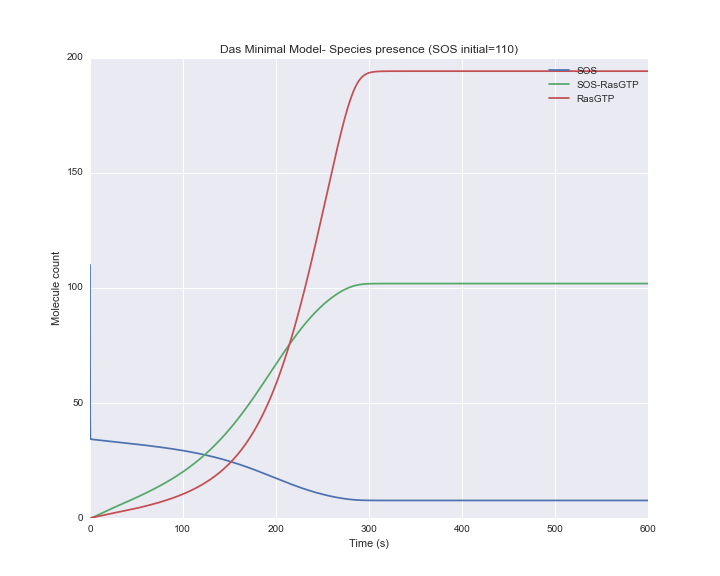 Das Minimal Model- Species presence (SOS initial=110)
200
SOS
SOS-RasGTP
RasGTP
150
100
50
0
Molecule count
0 100 200 300 400 500 600
Time (s)